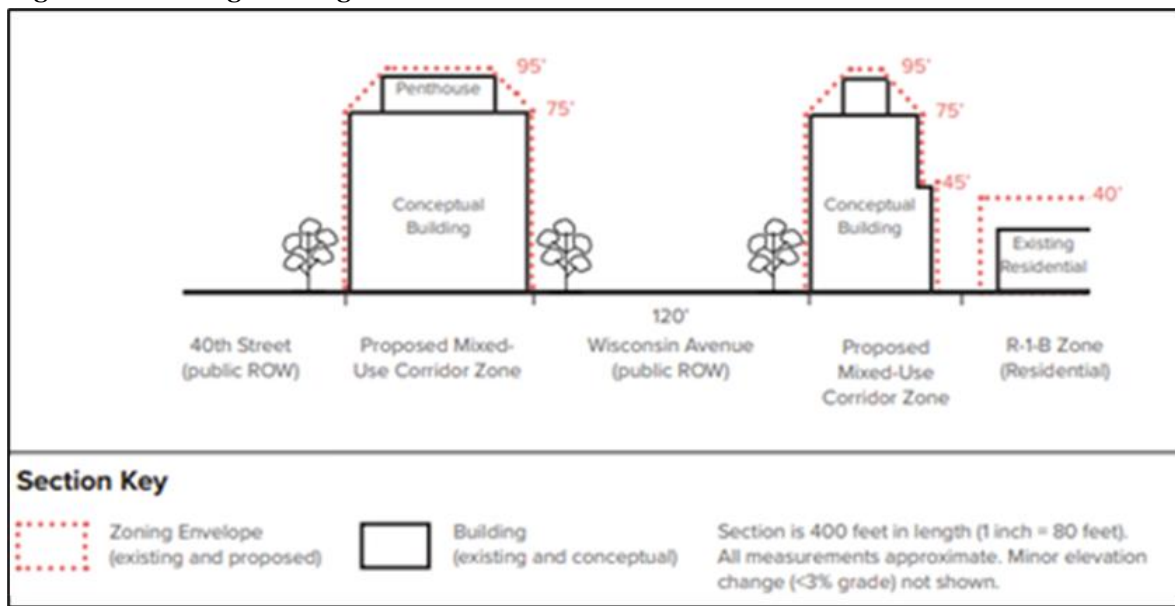 95'
95'
Penthouse
75'
75'
45'
40'
Conceptual
Building
Conceptual
Building
Existing
Residential
120'
40th Street
(public ROW)
Proposed Mixed-
Use Corridor Zone
Wisconsin Avenue
(public ROW)
Proposed
Mixed-Use
Corridor Zone
R-1-B Zone
(Residential)
Section Key
Zoning Envelope
(existing and proposed)
Building
(existing and conceptual)
Section is 400 feet in length (1 inch = 80 feet).
All measurements approximate. Minor elevation
change (<3% grade) not shown.